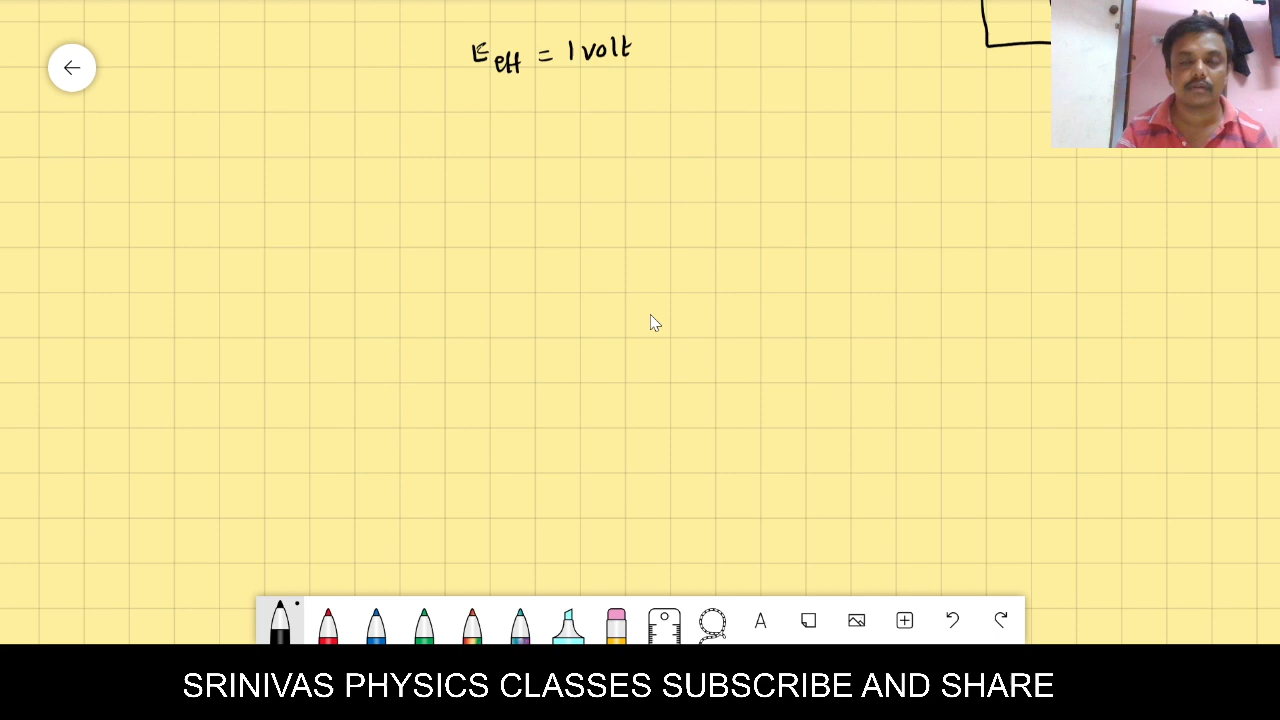 E eff = 1 volt
A
SRINIVAS PHYSICS CLASSES SUBSCRIBE AND SHARE